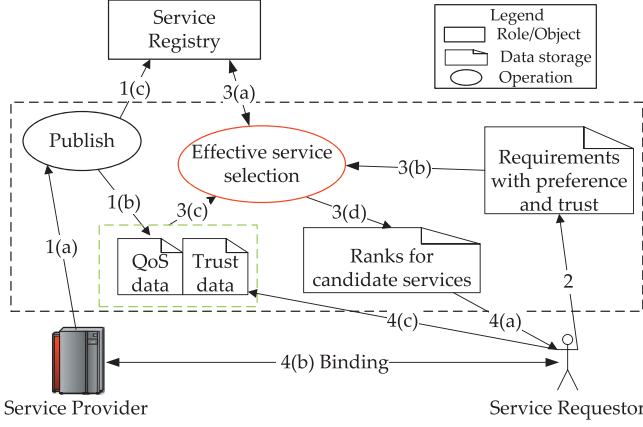 Service
Registry
Legend
Role/Object
Data storage
Operation
1(c)
3(a)
Publish
Effective service
selection
3(b)
Requirements
with preference
and trust
1(b)
3(c)
3(d)
1(a)
QoS
data
Trust
data
Ranks for
candidate services
2
4(c)
4(a)
4(b) Binding
Service Provider
Service Requestor